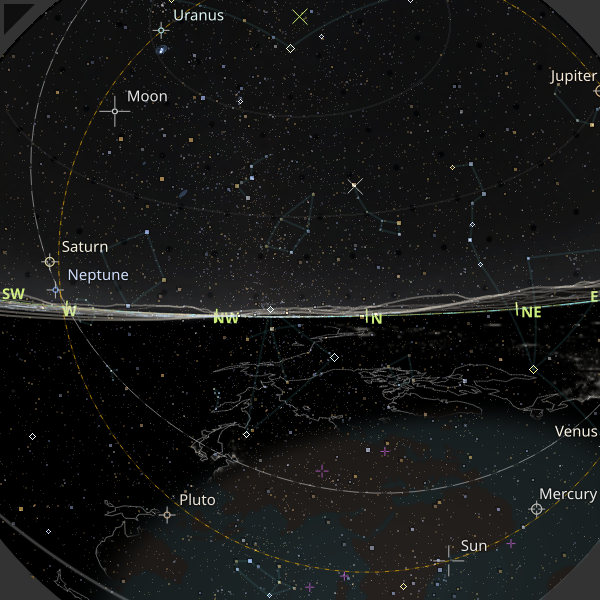 Uranus
Jupiter
Moon
Saturn
Neptune
SW
W
NW
N
NE
E
Venus
Mercury
Pluto
Sun